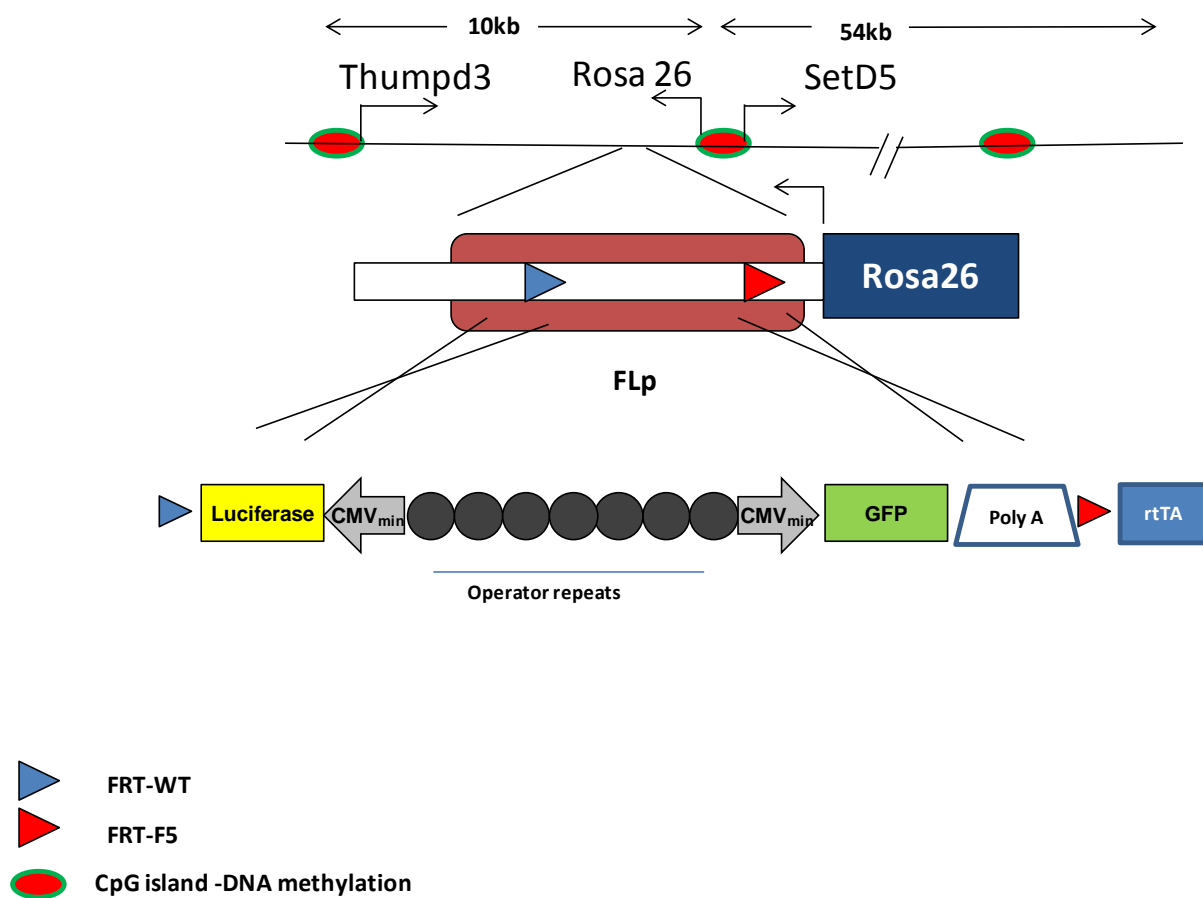 10kb
54kb
Thumpd3
Rosa 26
SetD5
Rosa26
FLp
Luciferase
CMVmin
CMVmin
GFP
Poly A
rtTA
Operator repeats
FRT-WT
FRT-F5
CpG island -DNA methylation